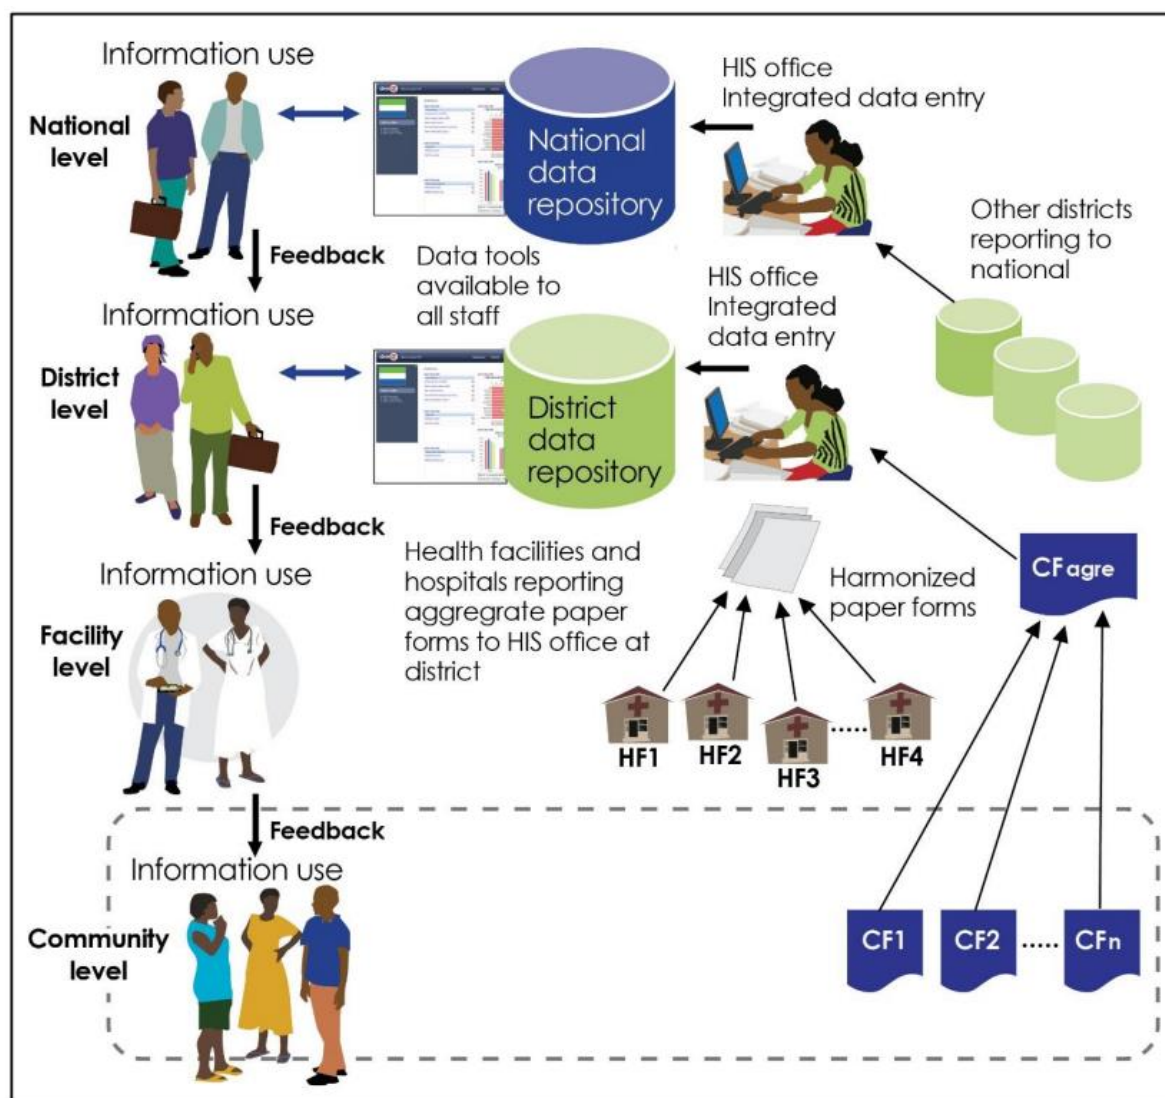 Information use
National
level
HIS office
Integrated data entry
National
data
repository
Other districts
reporting to
national
Feedback
Data tools
available to
all staff
HIS office
Integrated
data entry
Information use
District
level
District
data
repository
Feedback
Health facilities and
hospitals reporting
aggregrate paper
forms to HIS office at
district
Harmonized
paper forms
CFagre
Information use
Facility
level
HF1
HF2
HF3
.....
HF4
Feedback
Information use
Community
level
CF1
CF2
.....
CFn